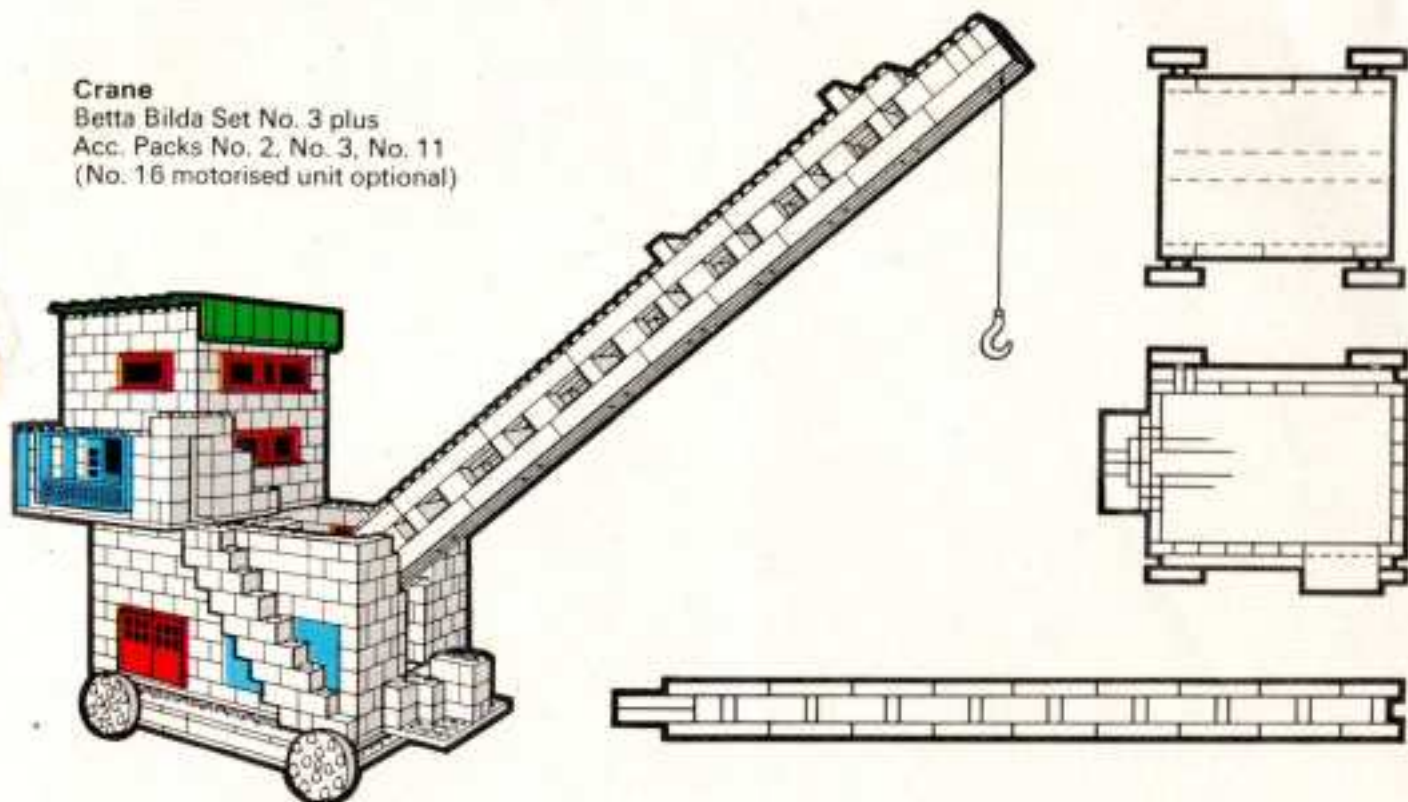 Crane
Betta Bilda Set No. 3 plus
Acc. Packs No. 2, No. 3, No. 11
(No. 16 motorised unit optional)